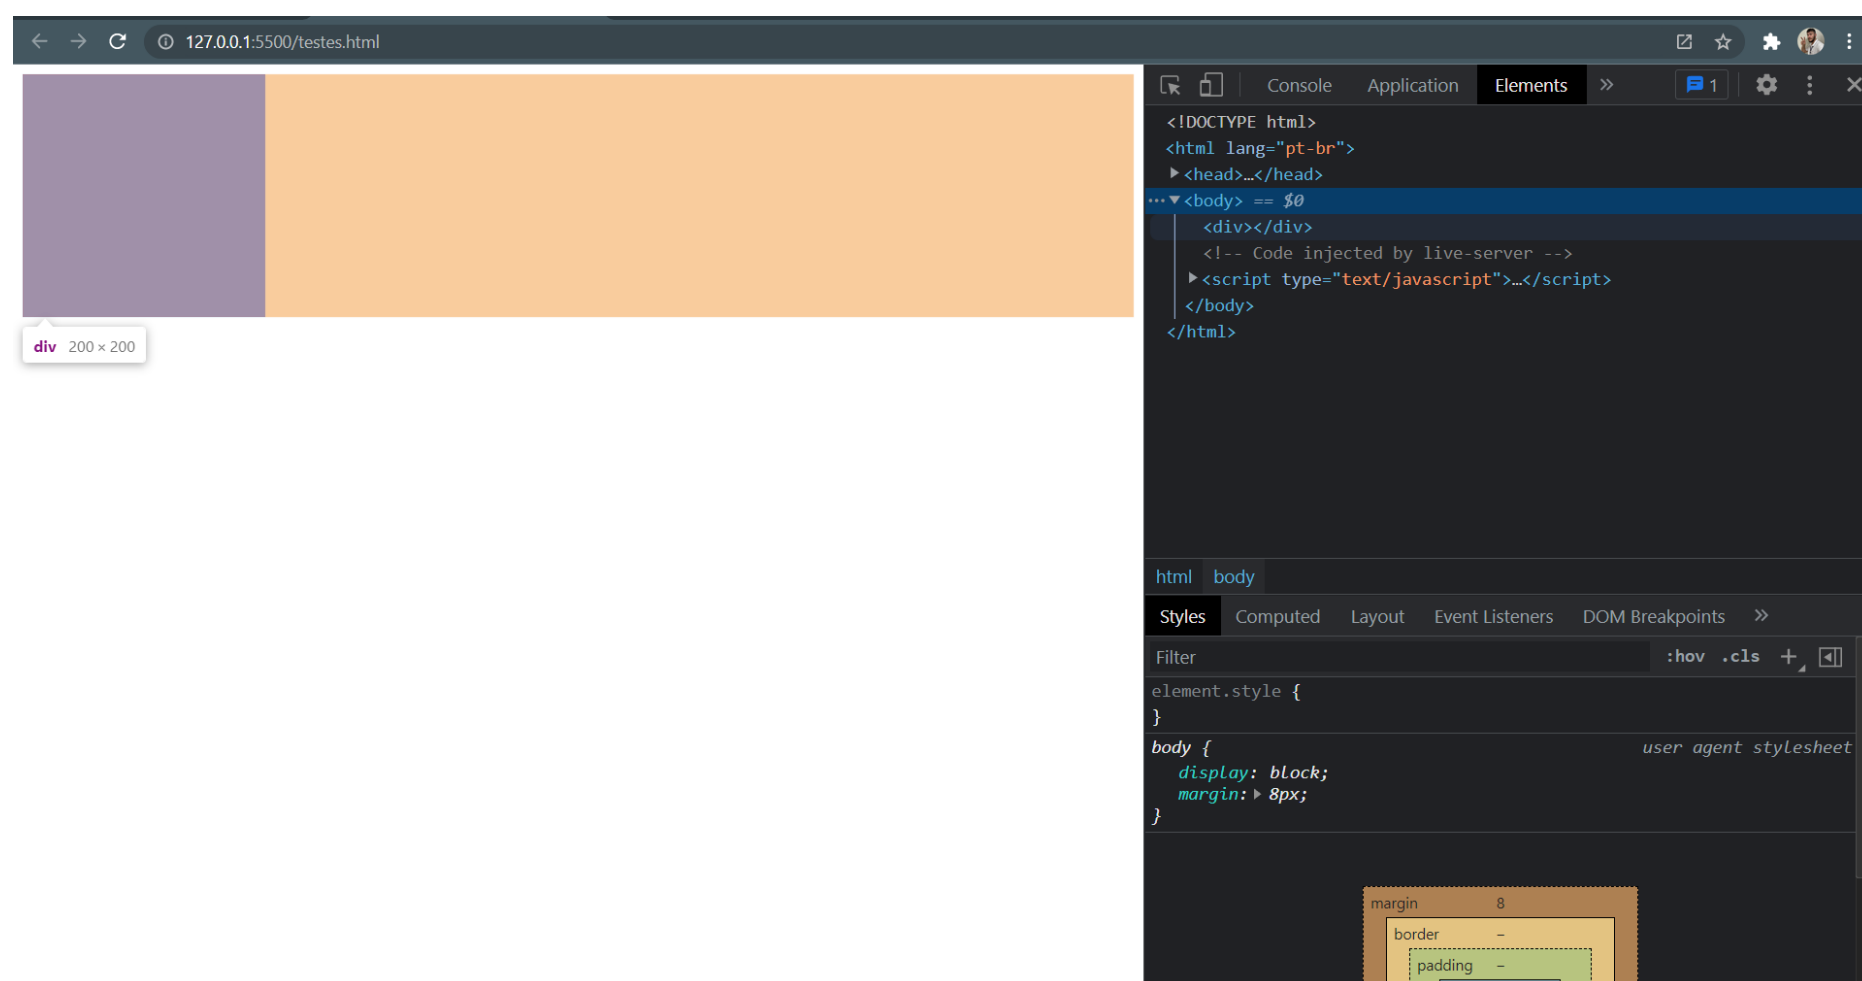 127.0.0.1:5500/testes.html
Console Application Elements 1
<!DOCTYPE html>
<html lang="pt-br">
<head>…</head>
<body> == $0
<div></div>
<!-- Code injected by live-server -->
<script type="text/javascript">…</script>
</body>
</html>
div 200 × 200
html body
Styles Computed Layout Event Listeners DOM Breakpoints
Filter :hov .cls
element.style {
}
body { user agent stylesheet
display: block;
margin: 8px;
}
margin 8
border –
padding –